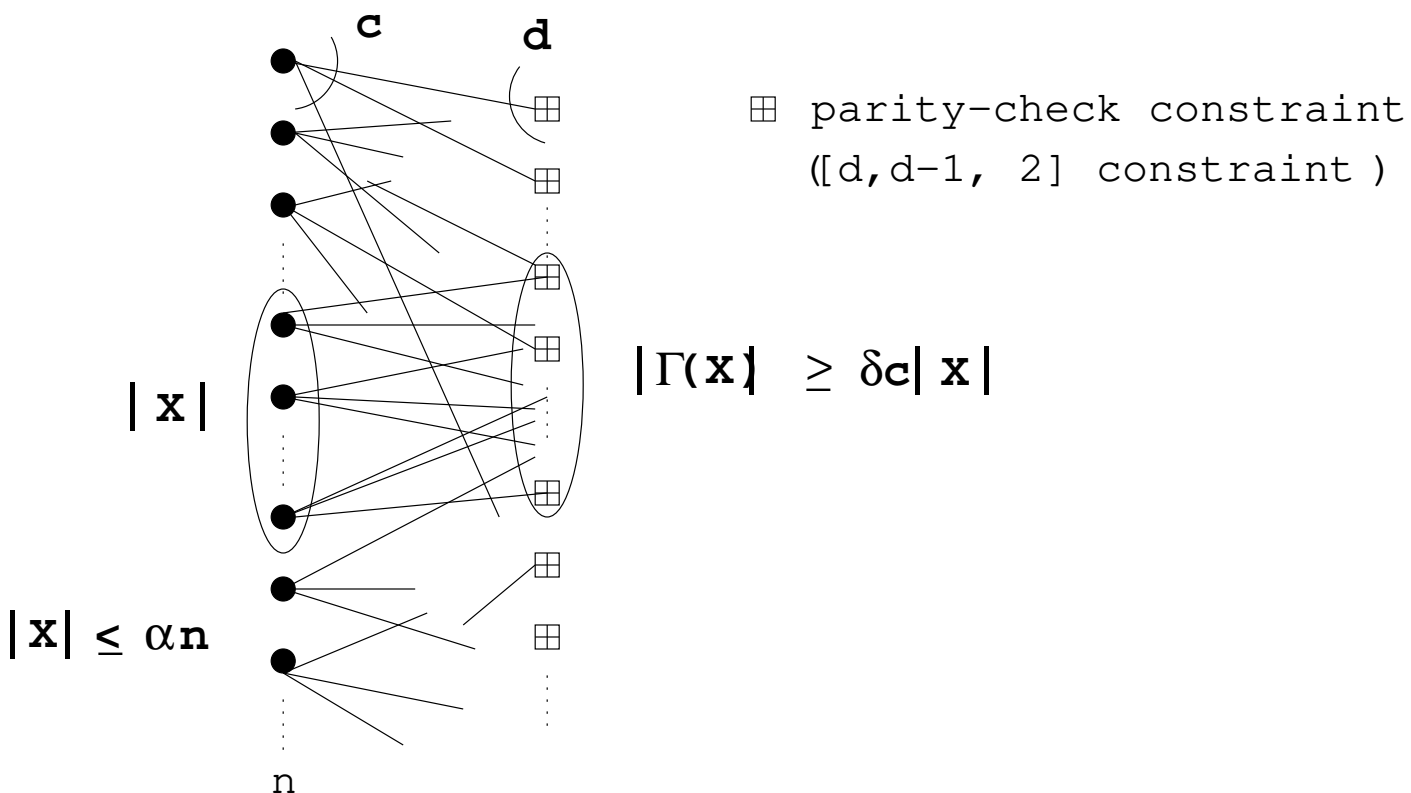 c
d
⊞ parity-check constraint
([d,d-1, 2] constraint )
|Γ(x)| ≥ δc| x |
| x |
|x| ≤ αn
n